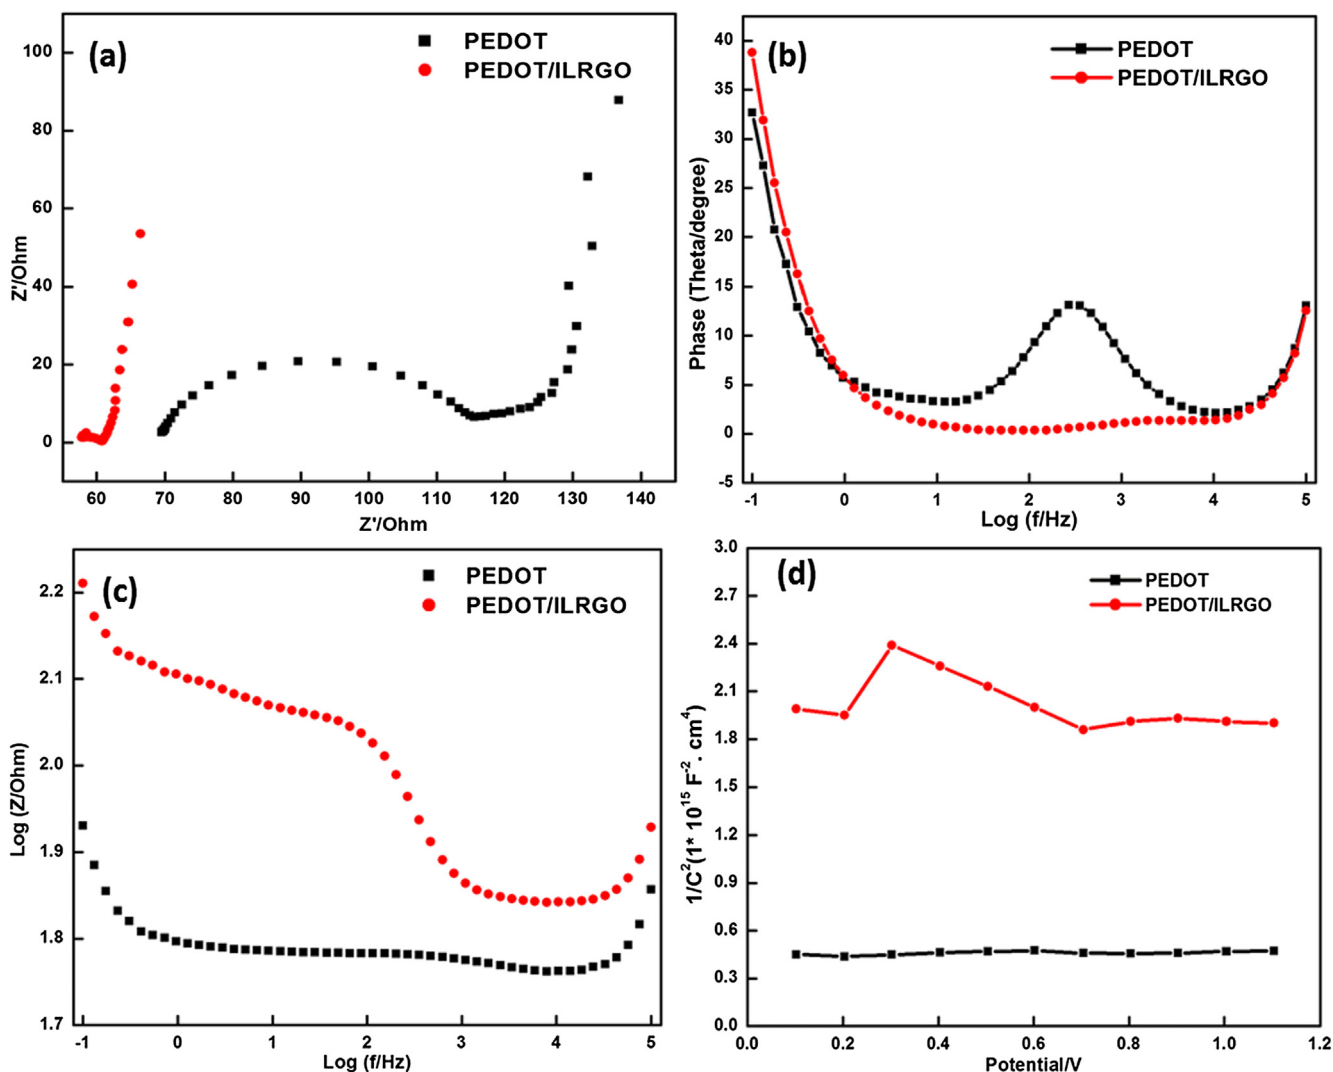 (a)
PEDOT
PEDOT/ILRGO
100
80
60
40
20
0
Z'/Ohm
60 70 80 90 100 110 120 130 140
Z'/Ohm
(b)
PEDOT
PEDOT/ILRGO
40
35
30
25
20
15
10
5
0
-5
Phase (Theta/degree)
-1 0 1 2 3 4 5
Log (f/Hz)
(c)
PEDOT
PEDOT/ILRGO
2.2
2.1
2.0
1.9
1.8
1.7
Log (Z/Ohm)
-1 0 1 2 3 4 5
Log (f/Hz)
(d)
PEDOT
PEDOT/ILRGO
3.0
2.7
2.4
2.1
1.8
1.5
1.2
0.9
0.6
0.3
0.0
1/C²(1* 10¹⁵ F⁻². cm⁴)
0.0 0.2 0.4 0.6 0.8 1.0 1.2
Potential/V